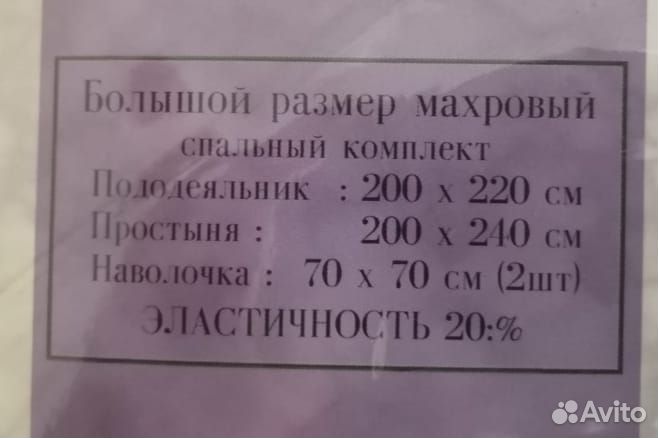 Болышой размер махровый
спальный комплект
Пододеяльник : 200 x 220 см
Простыня : 200 x 240 см
Наволочка : 70 x 70 см (2шт)
ЭЛАСТИЧНОСТЬ 20:%
Avito